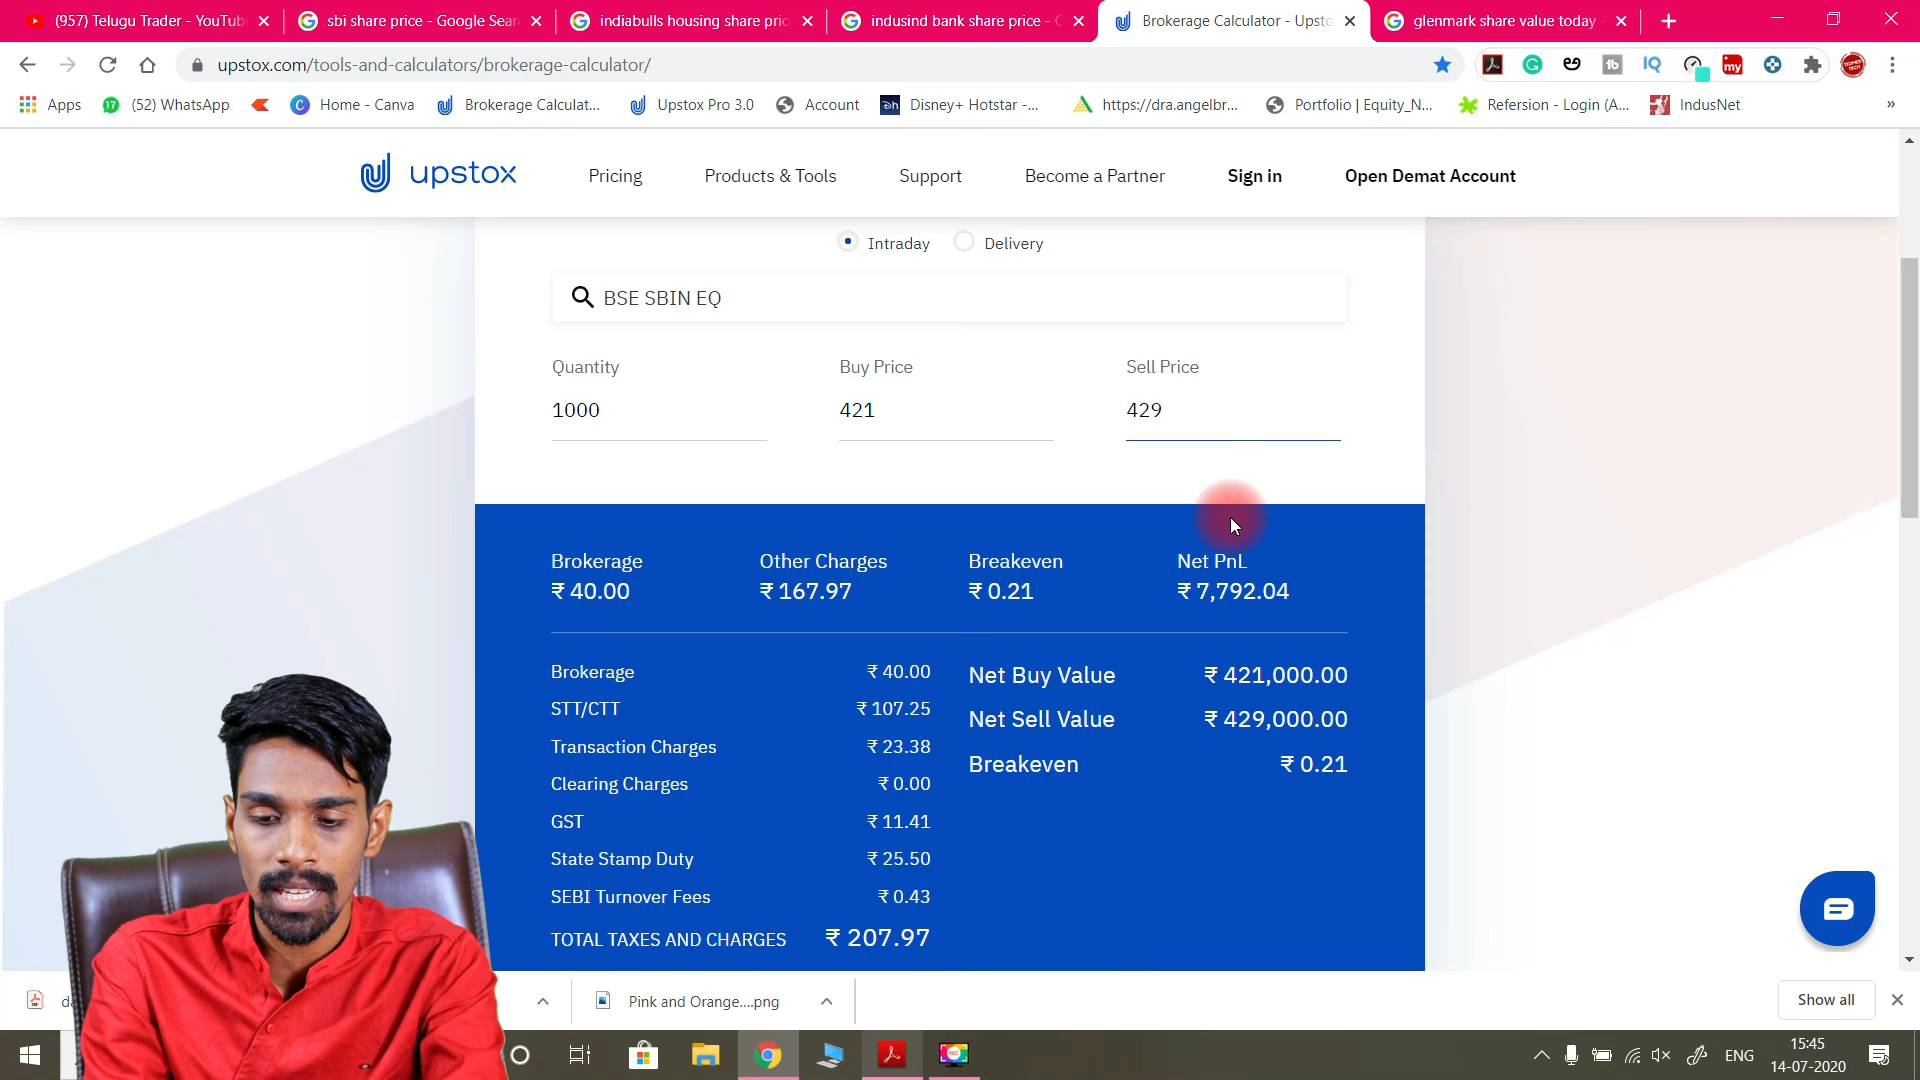 (957) Telugu Trader - YouTub
sbi share price - Google Sear
indiabulls housing share pric
indusind bank share price - G
Brokerage Calculator - Upsto
glenmark share value today
upstox.com/tools-and-calculators/brokerage-calculator/
Apps
(52) WhatsApp
Home - Canva
Brokerage Calculat...
Upstox Pro 3.0
Account
Disney+ Hotstar -...
https://dra.angelbr...
Portfolio | Equity_N...
Refersion - Login (A...
IndusNet
»
upstox
Pricing
Products & Tools
Support
Become a Partner
Sign in
Open Demat Account
Intraday
Delivery
BSE SBIN EQ
Quantity
Buy Price
Sell Price
1000
421
429
Brokerage
Other Charges
Breakeven
Net PnL
₹ 40.00
₹ 167.97
₹ 0.21
₹ 7,792.04
Brokerage ₹ 40.00
STT/CTT ₹ 107.25
Transaction Charges ₹ 23.38
Clearing Charges ₹ 0.00
GST ₹ 11.41
State Stamp Duty ₹ 25.50
SEBI Turnover Fees ₹ 0.43
TOTAL TAXES AND CHARGES ₹ 207.97
Net Buy Value ₹ 421,000.00
Net Sell Value ₹ 429,000.00
Breakeven ₹ 0.21
Pink and Orange....png
Show all
ENG
15:45
14-07-2020